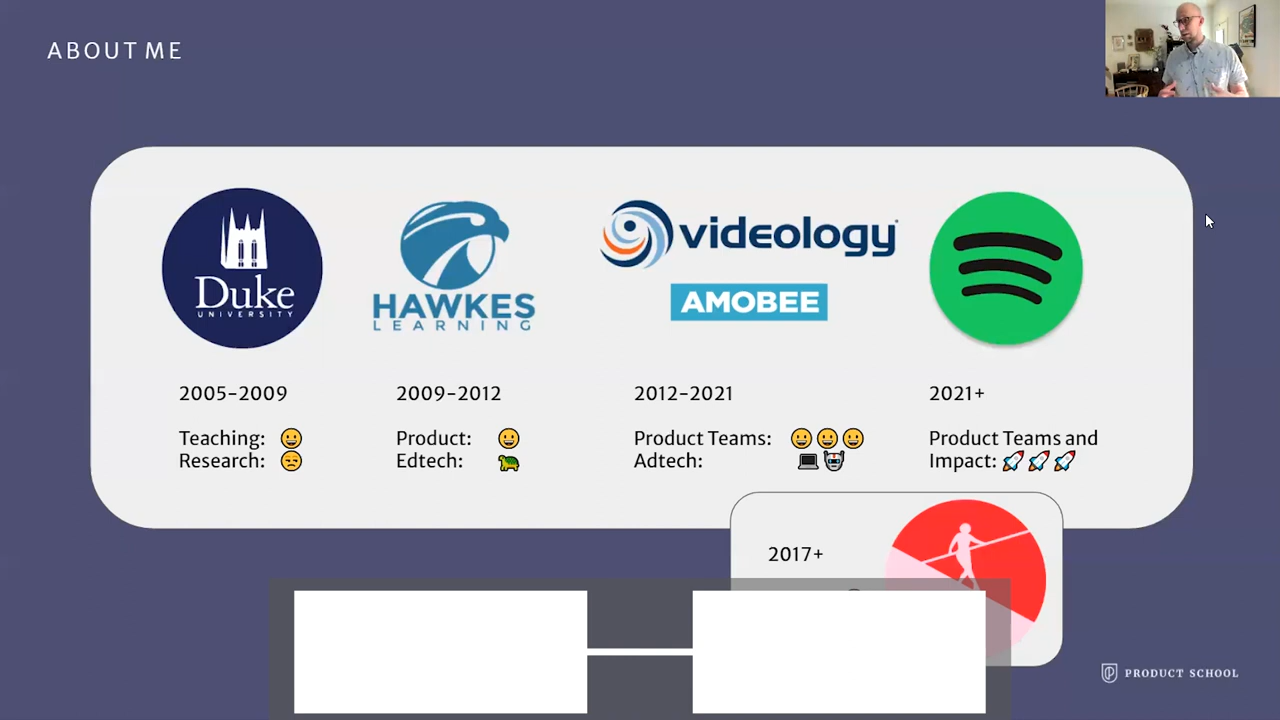 ABOUT ME
Duke
UNIVERSITY
HAWKES
LEARNING
videology
AMOBEE
2005-2009
Teaching:
Research:
2009-2012
Product:
Edtech:
2012-2021
Product Teams:
Adtech:
2021+
Product Teams and
Impact:
2017+
PRODUCT SCHOOL